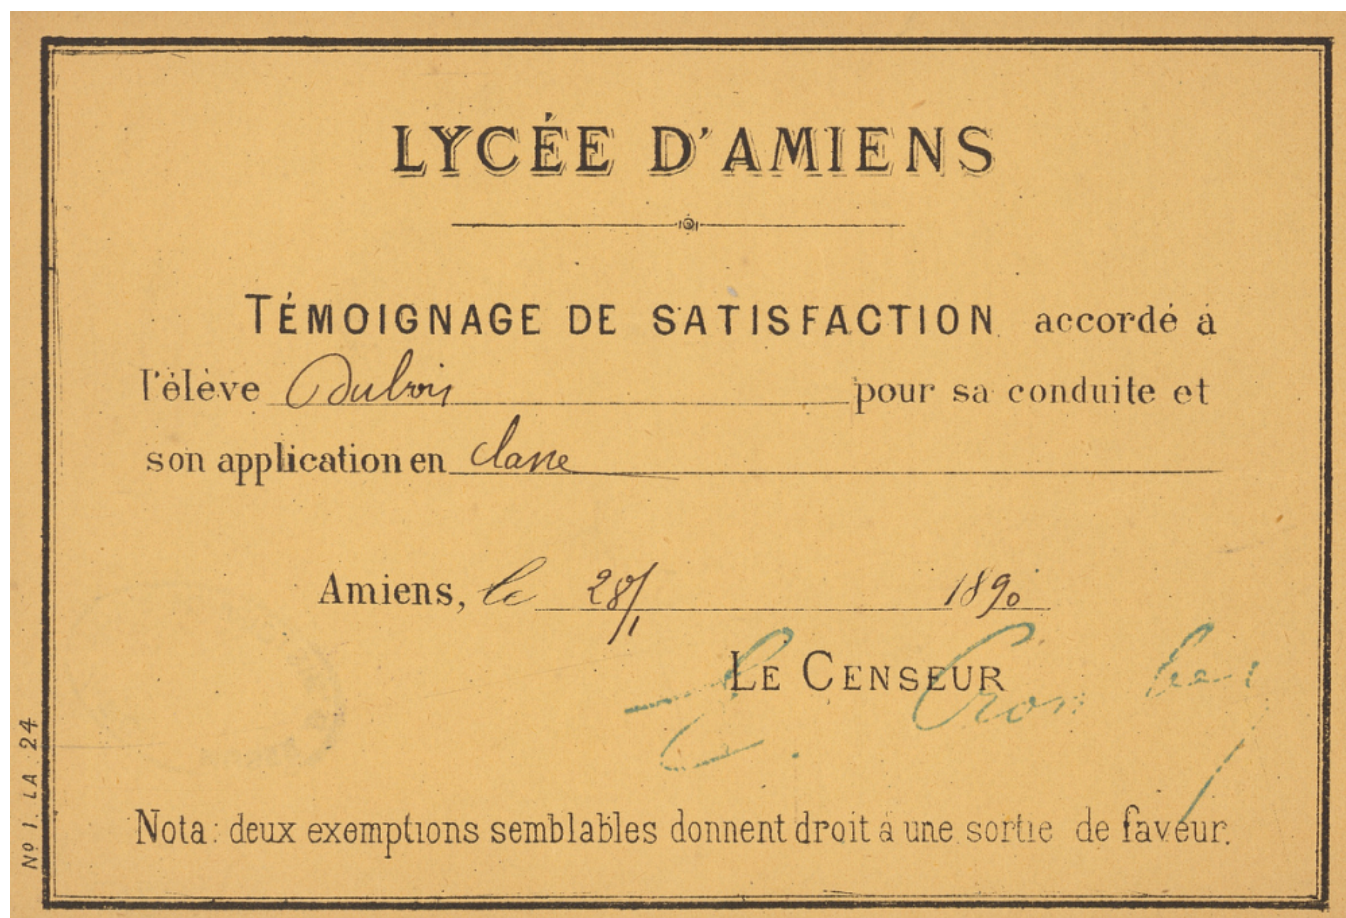 LYCÉE D'AMIENS
TÉMOIGNAGE DE SATISFACTION accordé à
l'élève Dubois pour sa conduite et
son application en classe
Amiens, le 28/1 1890
LE CENSEUR
Nota: deux exemptions semblables donnent droit à une sortie de faveur.
Nº 1. LA. 24